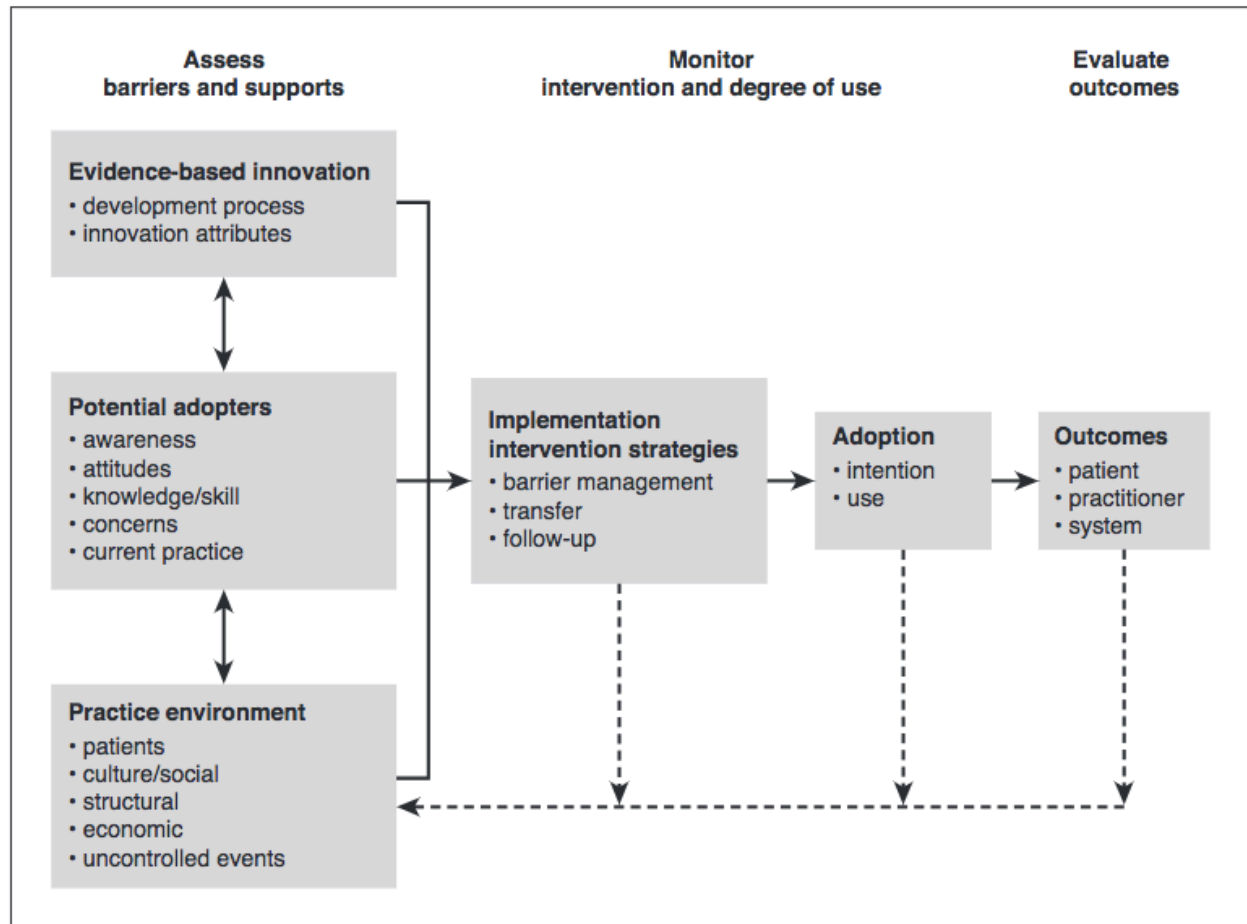 Assess
barriers and supports
Monitor
intervention and degree of use
Evaluate
outcomes
Evidence-based innovation
• development process
• innovation attributes
Potential adopters
• awareness
• attitudes
• knowledge/skill
• concerns
• current practice
Practice environment
• patients
• culture/social
• structural
• economic
• uncontrolled events
Implementation
intervention strategies
• barrier management
• transfer
• follow-up
Adoption
• intention
• use
Outcomes
• patient
• practitioner
• system